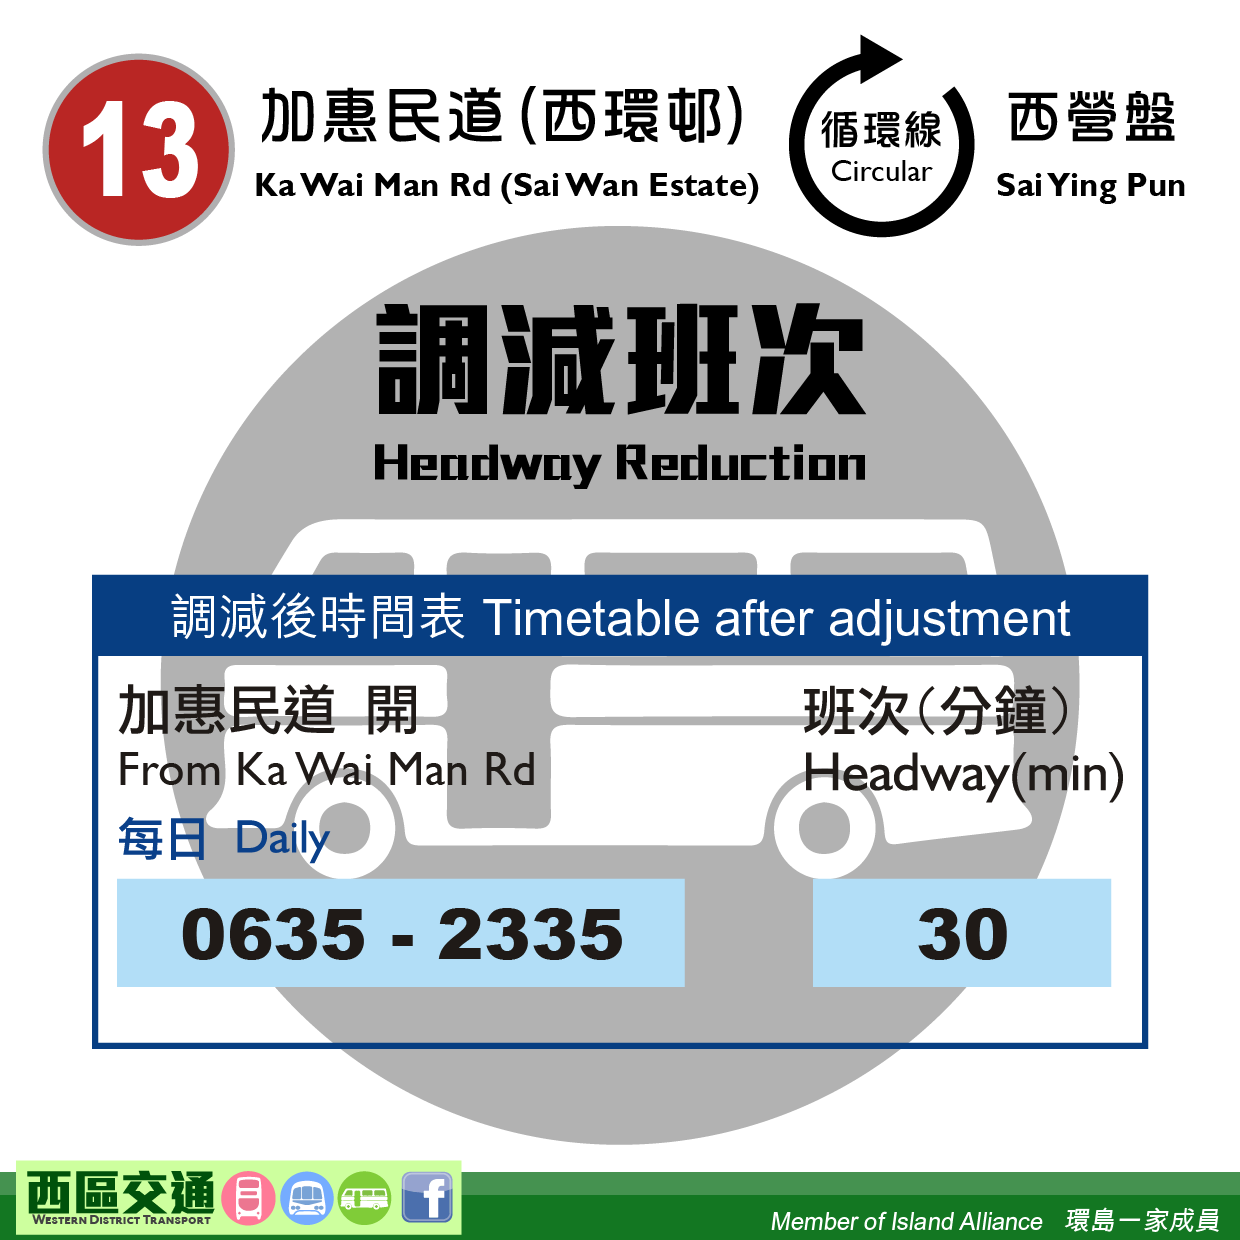 13
加惠民道(西環邨)
Ka Wai Man Rd (Sai Wan Estate)
循環線
Circular
西營盤
Sai Ying Pun
調減班次
Headway Reduction
調減後時間表 Timetable after adjustment
加惠民道 開
From Ka Wai Man Rd
班次(分鐘)
Headway(min)
每日 Daily
0635 - 2335
30
西區交通
WESTERN DISTRICT TRANSPORT
f
Member of Island Alliance 環島一家成員